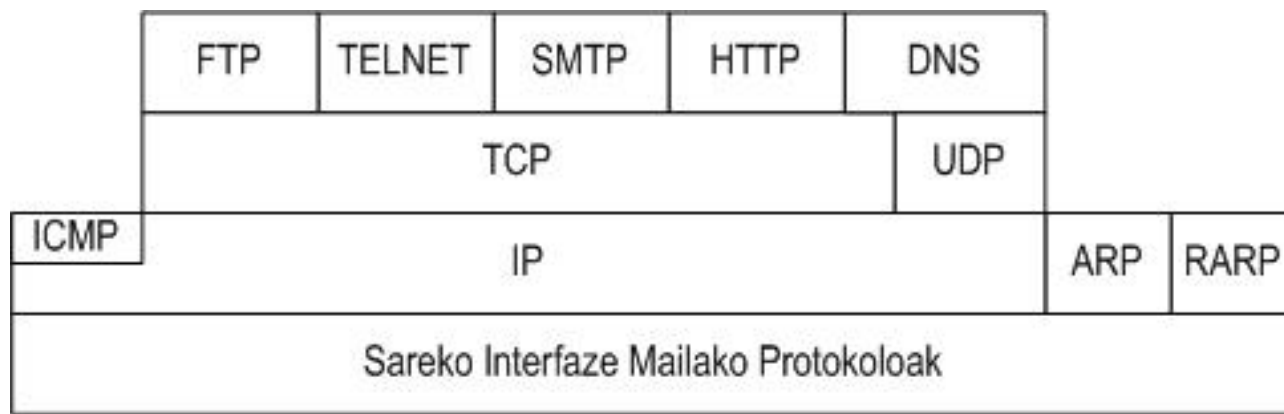 FTP TELNET SMTP HTTP DNS
TCP UDP
ICMP IP ARP RARP
Sareko Interfaze Mailako Protokoloak